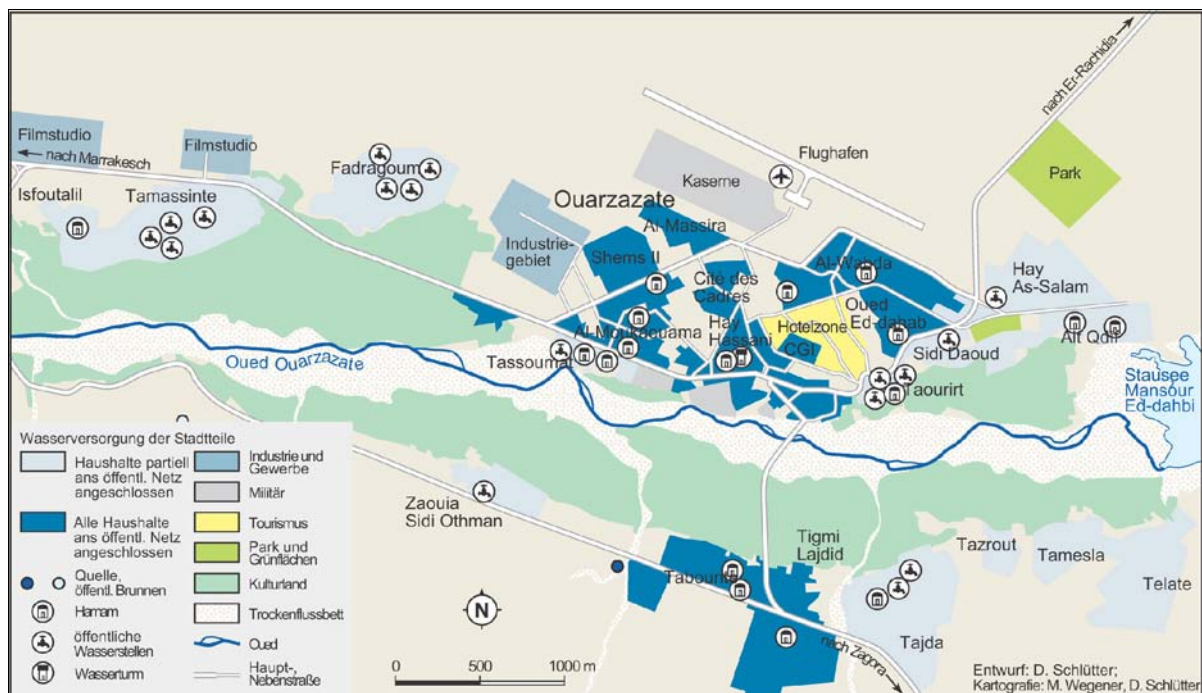 Filmstudio
← nach Marrakesch
Filmstudio
Isfoutalil
Tamassinte
Fadragoum
Ouarzazate
Industrie-
gebiet
Kaserne
Flughafen
nach Er-Rachidia
Park
Al-Massira
Shems II
Cité des
Cadres
Al-Wahda
Hay
As-Salam
Al-Moukaouama
Hay
Hassani
Hotelzone
Oued
Ed-dahab
CGI
Sidi Daoud
Aït Qdif
Tassoumat
Taourirt
Oued Ouarzazate
Stausee
Mansour
Ed-dahbi
Zaouia
Sidi Othman
Tabounte
Tigmi
Lajdid
Tazrout
Tamesla
Telate
Tajda
nach Zagora
Wasserversorgung der Stadtteile
Haushalte partiell
ans öffentl. Netz
angeschlossen
Alle Haushalte
ans öffentl. Netz
angeschlossen
Quelle,
öffentl. Brunnen
Hamam
öffentliche
Wasserstellen
Wasserturm
Industrie und
Gewerbe
Militär
Tourismus
Park und
Grünflächen
Kulturland
Trockenflussbett
Oued
Haupt-,
Nebenstraße
N
0 500 1000 m
Entwurf: D. Schlütter;
Kartografie: M. Wegener, D. Schlütter